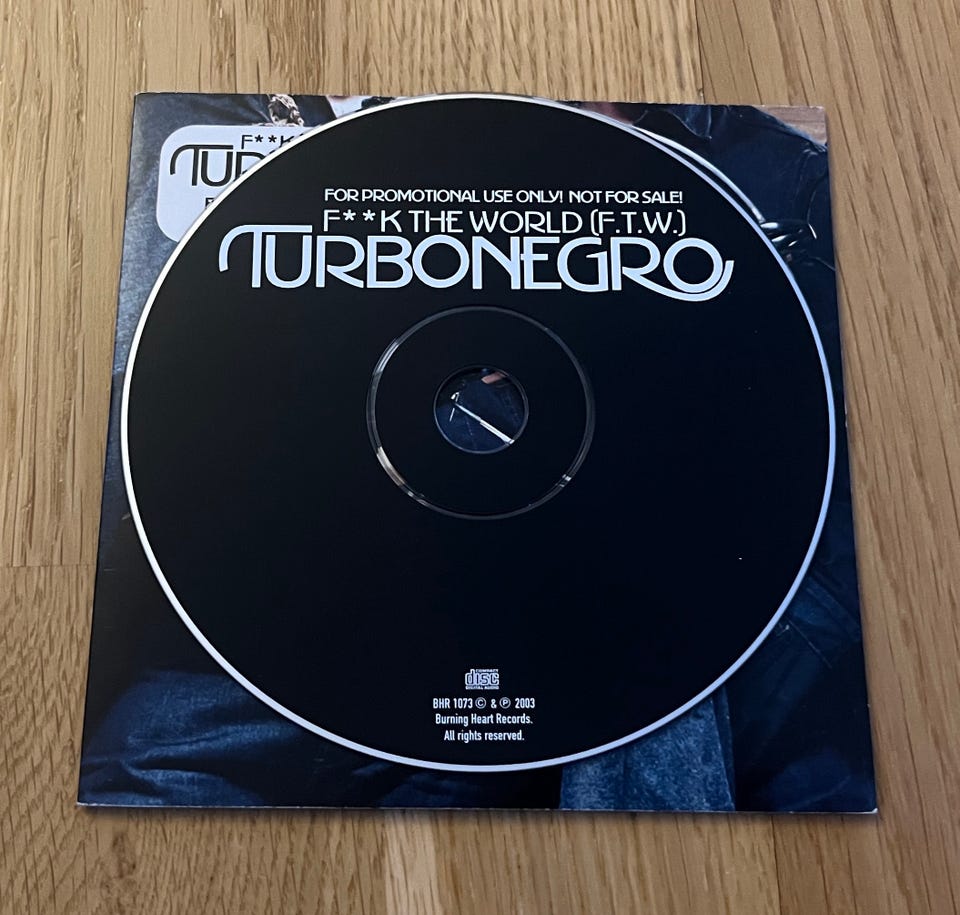 F**K
TUR
FOR PROMOTIONAL USE ONLY! NOT FOR SALE!
F**K THE WORLD (F.T.W.)
TURBONEGRO
COMPACT
disc
DIGITAL AUDIO
BHR 1073 © & ℗ 2003
Burning Heart Records.
All rights reserved.